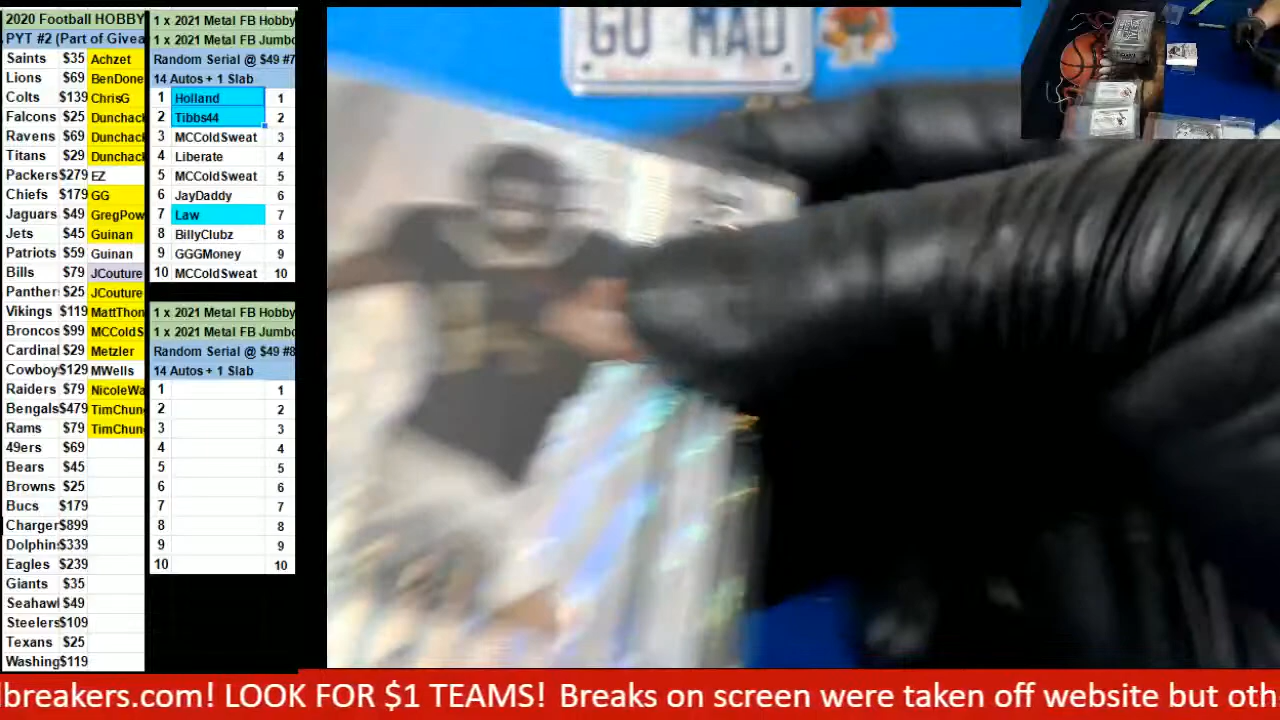 2020 Football HOBBY
PYT #2 (Part of Givea
Saints $35 Achzet
Lions $69 BenDone
Colts $139 ChrisG
Falcons $25 Dunchack
Ravens $69 Dunchack
Titans $29 Dunchack
Packers $279 EZ
Chiefs $179 GG
Jaguars $49 GregPow
Jets $45 Guinan
Patriots $59 Guinan
Bills $79 JCouture
Panther $25 JCouture
Vikings $119 MattThon
Broncos $99 MCColdS
Cardinal $29 Metzler
Cowboy $129 MWells
Raiders $79 NicoleWa
Bengals $479 TimChun
Rams $79 TimChun
49ers $69
Bears $45
Browns $25
Bucs $179
Charger $899
Dolphin $339
Eagles $239
Giants $35
Seahawl $49
Steelers $109
Texans $25
Washing $119
1 x 2021 Metal FB Hobby
1 x 2021 Metal FB Jumbo
Random Serial @ $49 #7
14 Autos + 1 Slab
1 Holland 1
2 Tibbs44 2
3 MCColdSweat 3
4 Liberate 4
5 MCColdSweat 5
6 JayDaddy 6
7 Law 7
8 BillyClubz 8
9 GGGMoney 9
10 MCColdSweat 10
1 x 2021 Metal FB Hobby
1 x 2021 Metal FB Jumbo
Random Serial @ $49 #8
14 Autos + 1 Slab
1 1
2 2
3 3
4 4
5 5
6 6
7 7
8 8
9 9
10 10
GO MAD
lbreakers.com! LOOK FOR $1 TEAMS! Breaks on screen were taken off website but oth